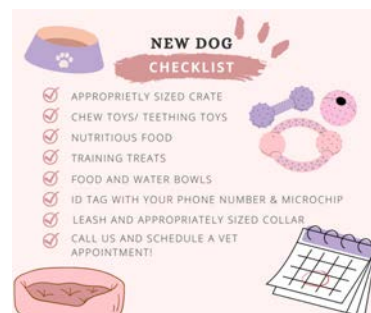 NEW DOG
CHECKLIST
APPROPRIETLY SIZED CRATE
CHEW TOYS/ TEETHING TOYS
NUTRITIOUS FOOD
TRAINING TREATS
FOOD AND WATER BOWLS
ID TAG WITH YOUR PHONE NUMBER & MICROCHIP
LEASH AND APPROPRIATELY SIZED COLLAR
CALL US AND SCHEDULE A VET
APPOINTMENT!